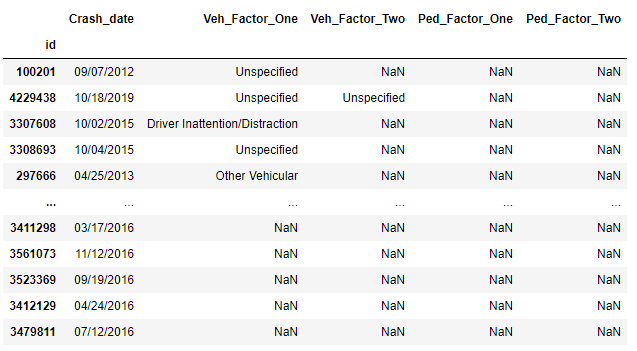 Crash_date Veh_Factor_One Veh_Factor_Two Ped_Factor_One Ped_Factor_Two
id
100201 09/07/2012 Unspecified NaN NaN NaN
4229438 10/18/2019 Unspecified Unspecified NaN NaN
3307608 10/02/2015 Driver Inattention/Distraction NaN NaN NaN
3308693 10/04/2015 Unspecified NaN NaN NaN
297666 04/25/2013 Other Vehicular NaN NaN NaN
... ... ... ... ... ...
3411298 03/17/2016 NaN NaN NaN NaN
3561073 11/12/2016 NaN NaN NaN NaN
3523369 09/19/2016 NaN NaN NaN NaN
3412129 04/24/2016 NaN NaN NaN NaN
3479811 07/12/2016 NaN NaN NaN NaN